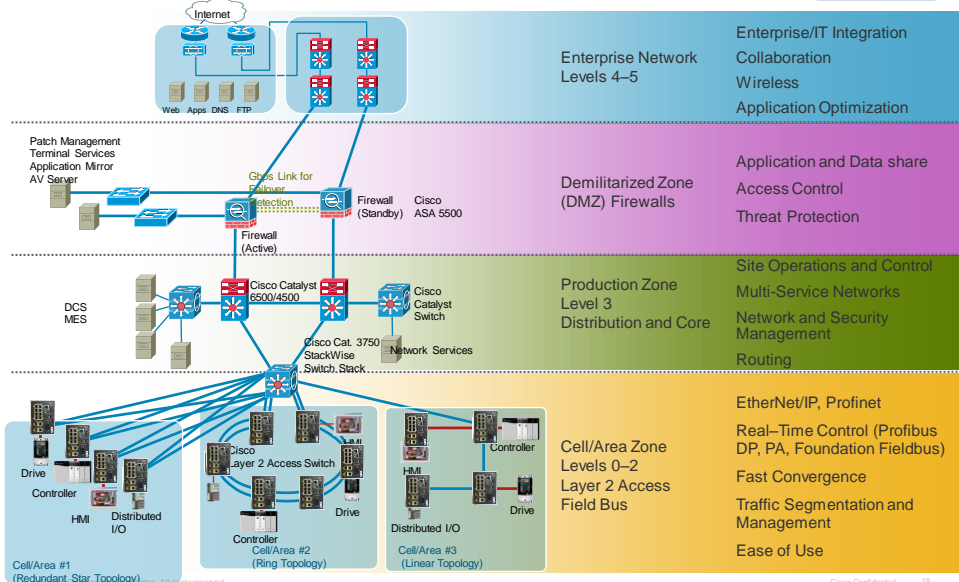 Internet
Web Apps DNS FTP
Enterprise Network
Levels 4–5
Enterprise/IT Integration
Collaboration
Wireless
Application Optimization
Patch Management
Terminal Services
Application Mirror
AV Server
Gbps Link for
Failover
Detection
Firewall
(Active)
Firewall
(Standby)
Cisco
ASA 5500
Demilitarized Zone
(DMZ) Firewalls
Application and Data share
Access Control
Threat Protection
DCS
MES
Cisco Catalyst
6500/4500
Cisco
Catalyst
Switch
Network Services
Cisco Cat. 3750
StackWise
Switch Stack
Production Zone
Level 3
Distribution and Core
Site Operations and Control
Multi-Service Networks
Network and Security
Management
Routing
Drive
Controller
HMI
Distributed
I/O
Cell/Area #1
(Redundant Star Topology)
Cisco
Layer 2 Access Switch
HMI
Drive
Controller
Cell/Area #2
(Ring Topology)
Controller
HMI
Drive
Distributed I/O
Cell/Area #3
(Linear Topology)
Cell/Area Zone
Levels 0–2
Layer 2 Access
Field Bus
EtherNet/IP, Profinet
Real–Time Control (Profibus
DP, PA, Foundation Fieldbus)
Fast Convergence
Traffic Segmentation and
Management
Ease of Use
All rights reserved
Cisco Confidential
18